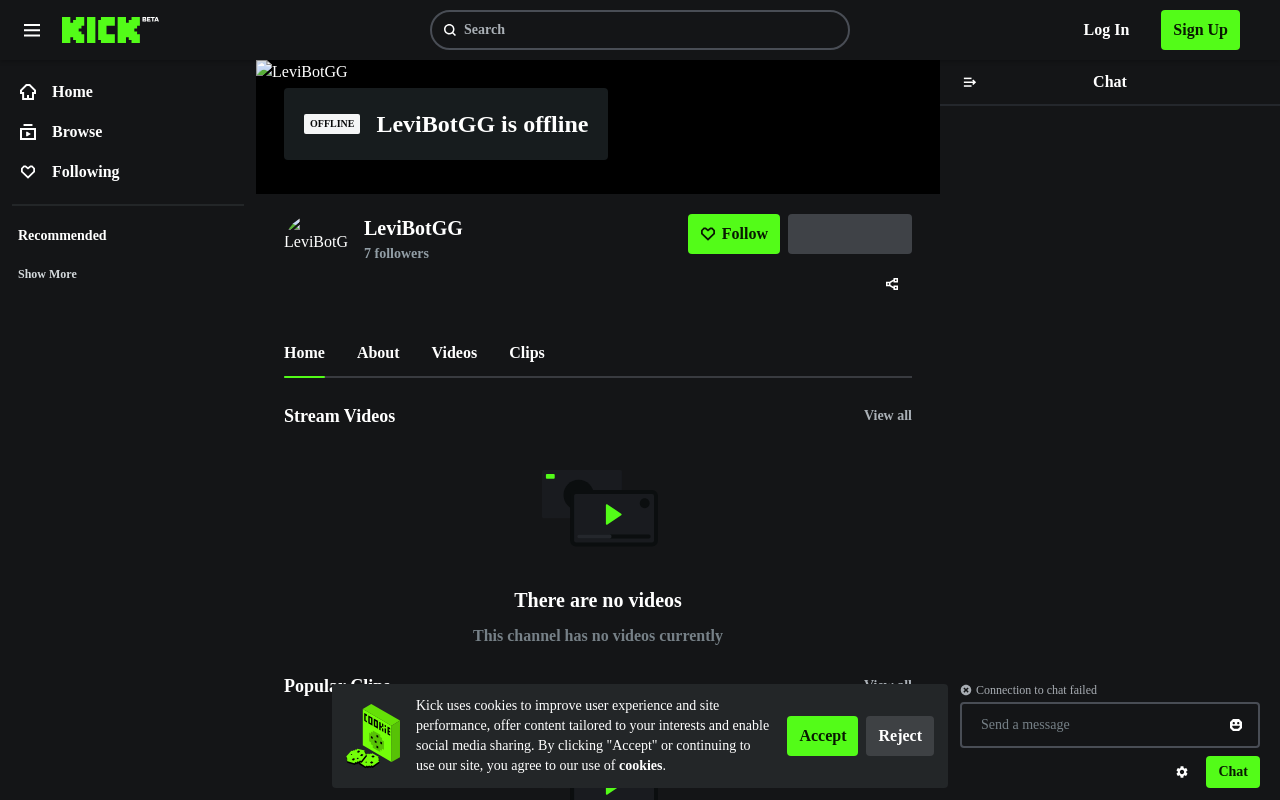 KICK BETA
Search
Log In
Sign Up
Home
Browse
Following
Recommended
Show More
LeviBotGG
OFFLINE
LeviBotGG is offline
LeviBotG
LeviBotGG
7 followers
Follow
Home
About
Videos
Clips
Stream Videos
View all
There are no videos
This channel has no videos currently
Popular Clips
View all
COOKIE
Kick uses cookies to improve user experience and site
performance, offer content tailored to your interests and enable
social media sharing. By clicking "Accept" or continuing to
use our site, you agree to our use of cookies.
Accept
Reject
Chat
Connection to chat failed
Send a message
Chat